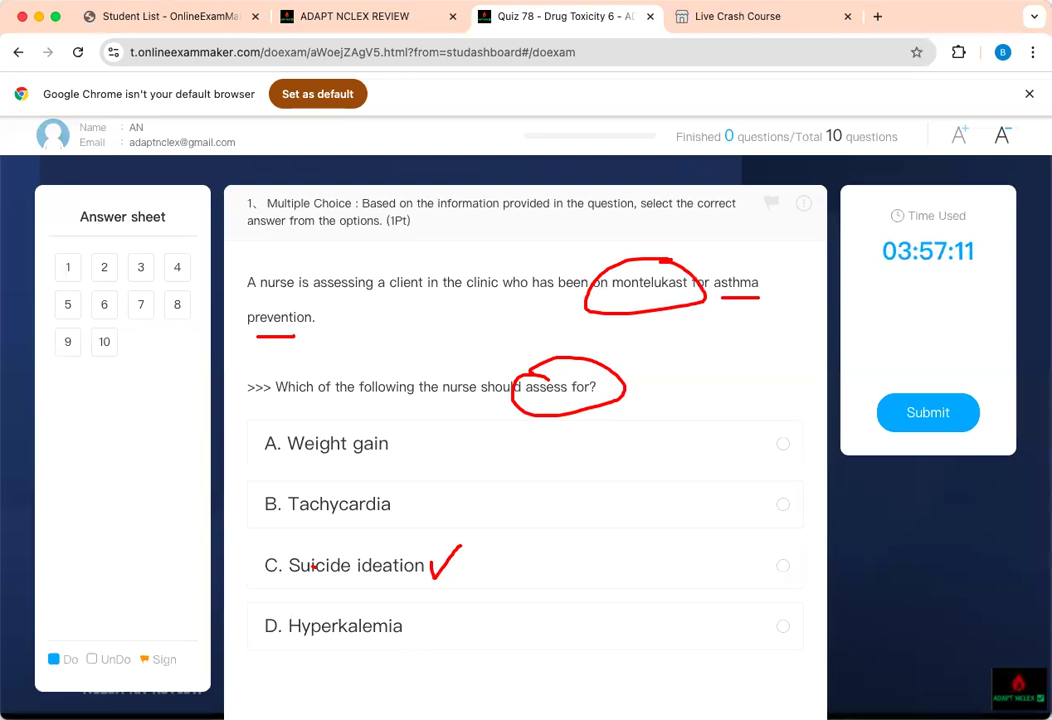 Student List - OnlineExamMa
ADAPT NCLEX REVIEW
Quiz 78 - Drug Toxicity 6 - AD
Live Crash Course
t.onlineexammaker.com/doexam/aWoejZAgV5.html?from=studashboard#/doexam
B
Google Chrome isn't your default browser
Set as default
Name : AN
Email : adaptnclex@gmail.com
Finished 0 questions/Total 10 questions
A+ A-
Answer sheet
1 2 3 4
5 6 7 8
9 10
Do UnDo Sign
1、 Multiple Choice : Based on the information provided in the question, select the correct
answer from the options. (1Pt)
A nurse is assessing a client in the clinic who has been on montelukast for asthma
prevention.
>>> Which of the following the nurse should assess for?
A. Weight gain
B. Tachycardia
C. Suicide ideation
D. Hyperkalemia
Time Used
03:57:11
Submit
ADAPT NCLEX